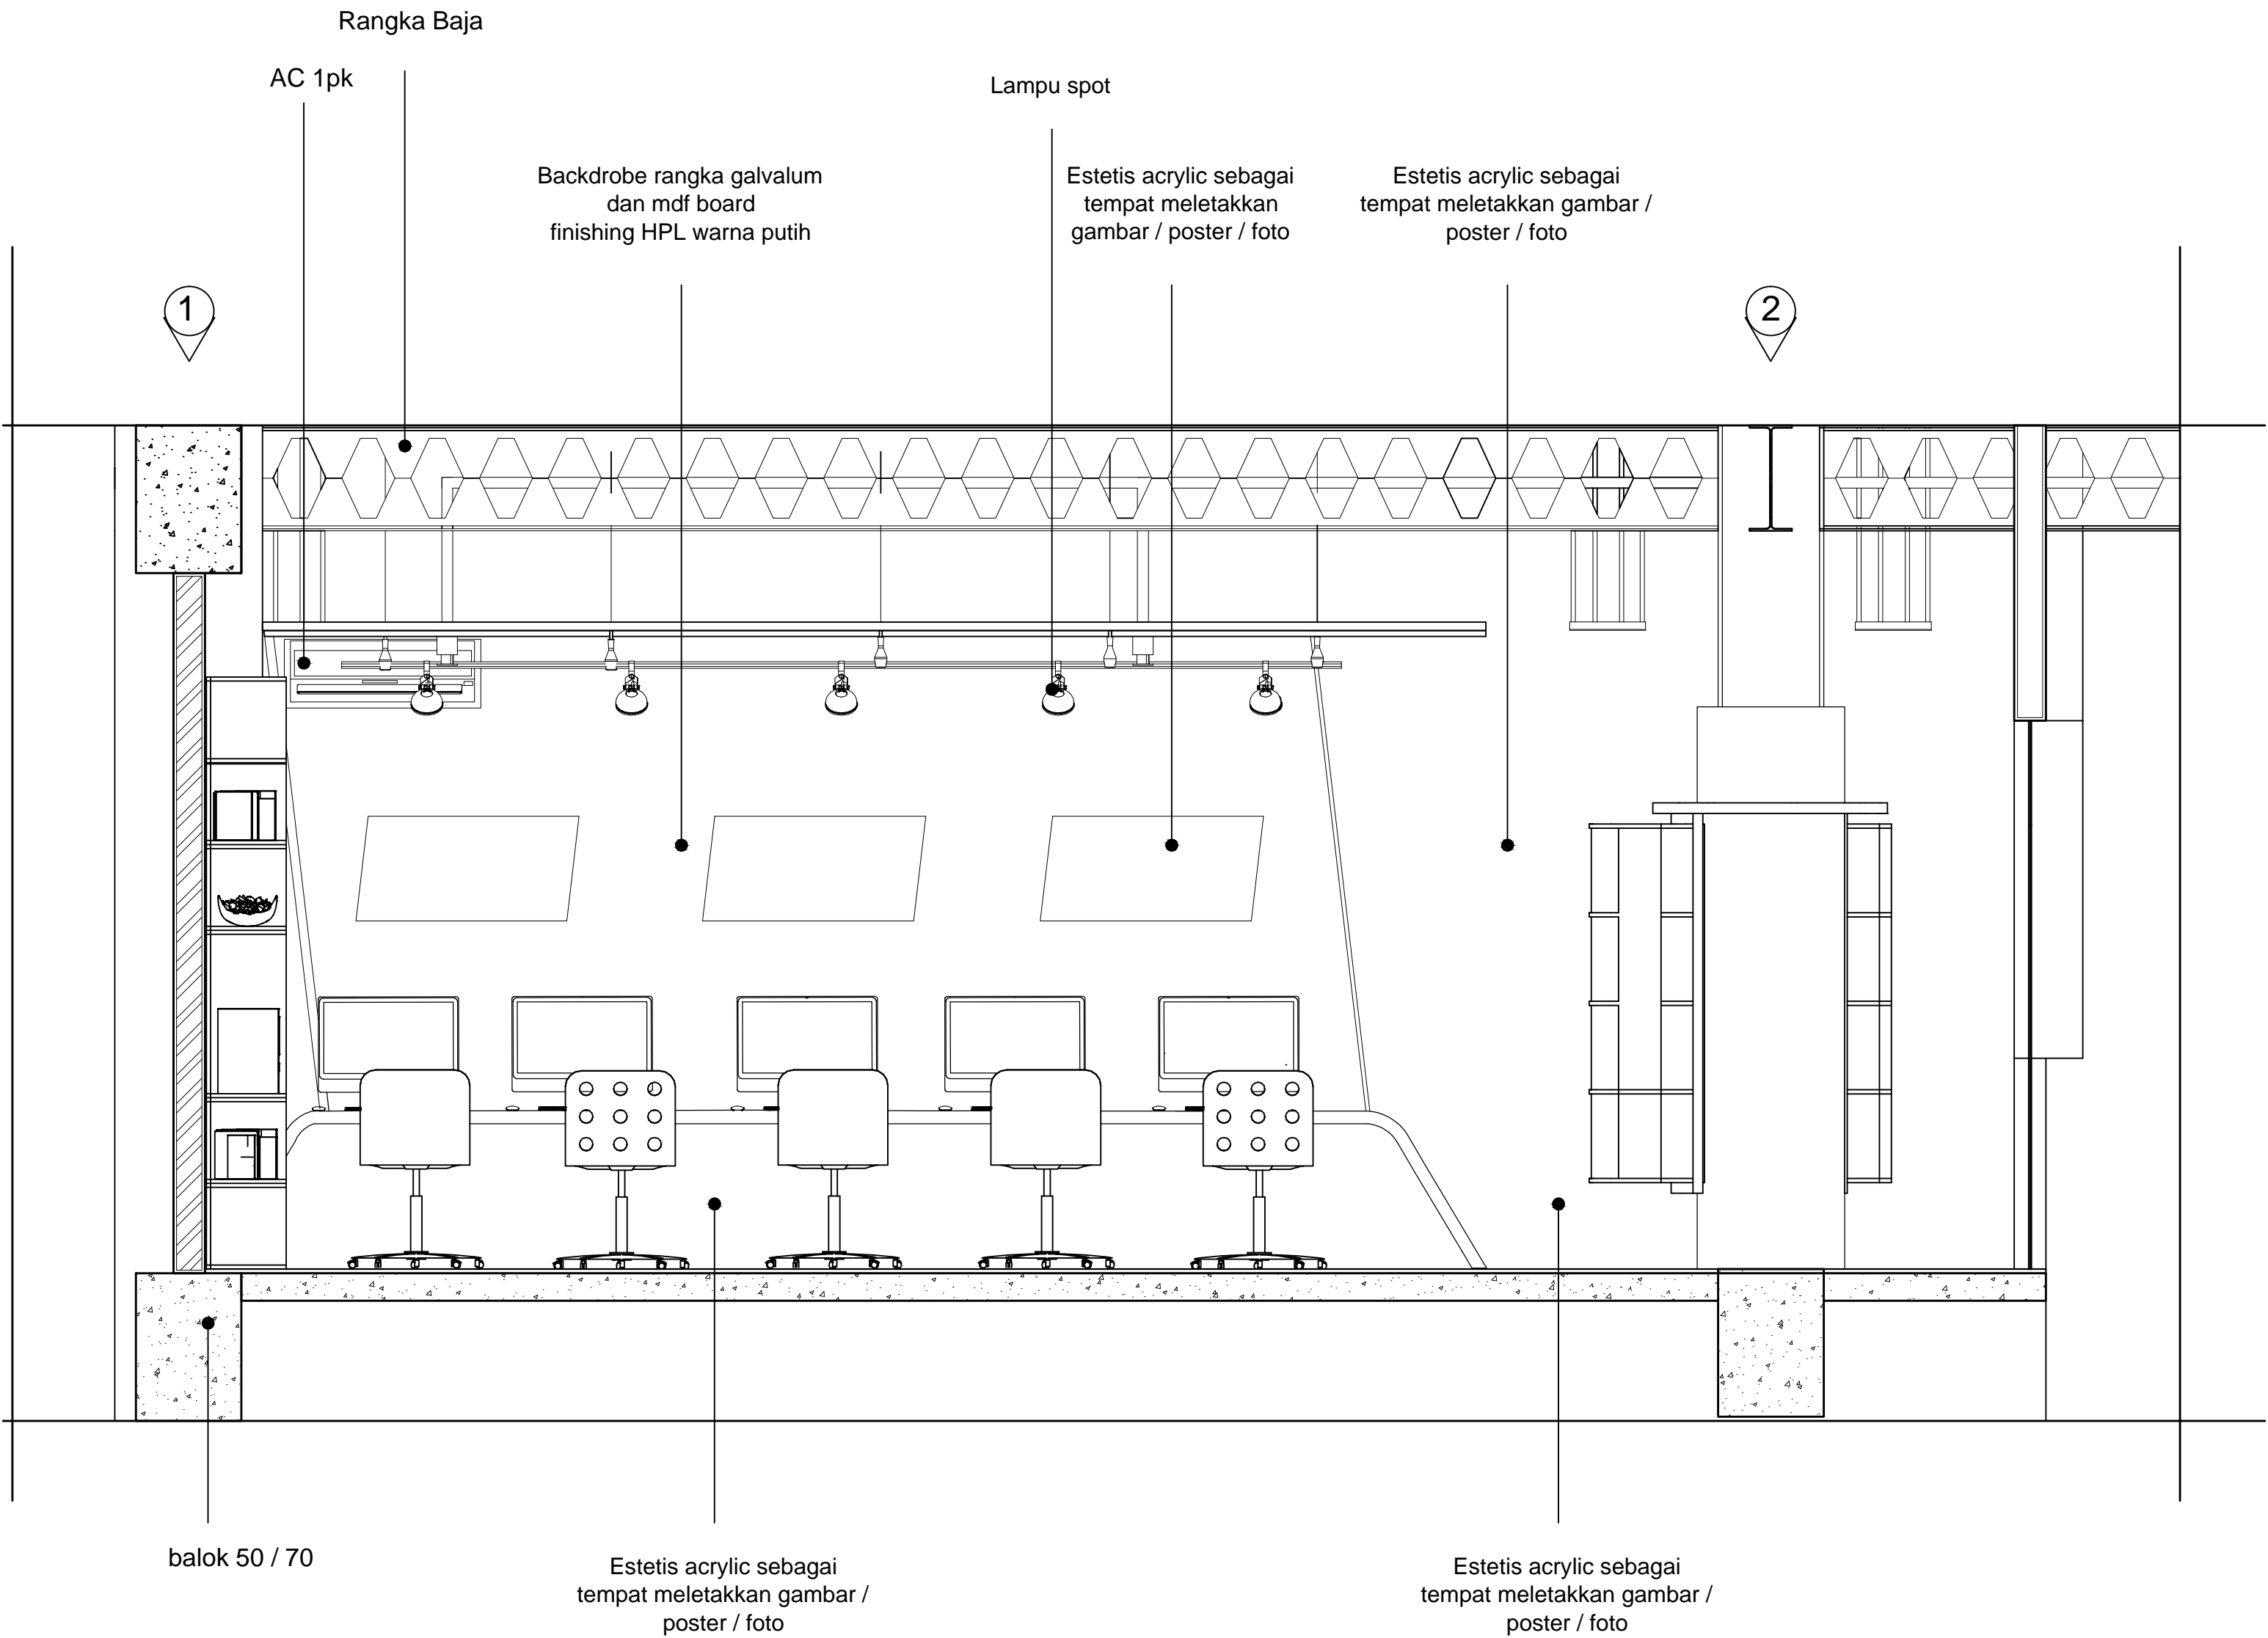 Rangka Baja
AC 1pk
Lampu spot
Backdrobe rangka galvalum
dan mdf board
finishing HPL warna putih
Estetis acrylic sebagai
tempat meletakkan
gambar / poster / foto
Estetis acrylic sebagai
tempat meletakkan gambar /
poster / foto
1
2
balok 50 / 70
Estetis acrylic sebagai
tempat meletakkan gambar /
poster / foto
Estetis acrylic sebagai
tempat meletakkan gambar /
poster / foto